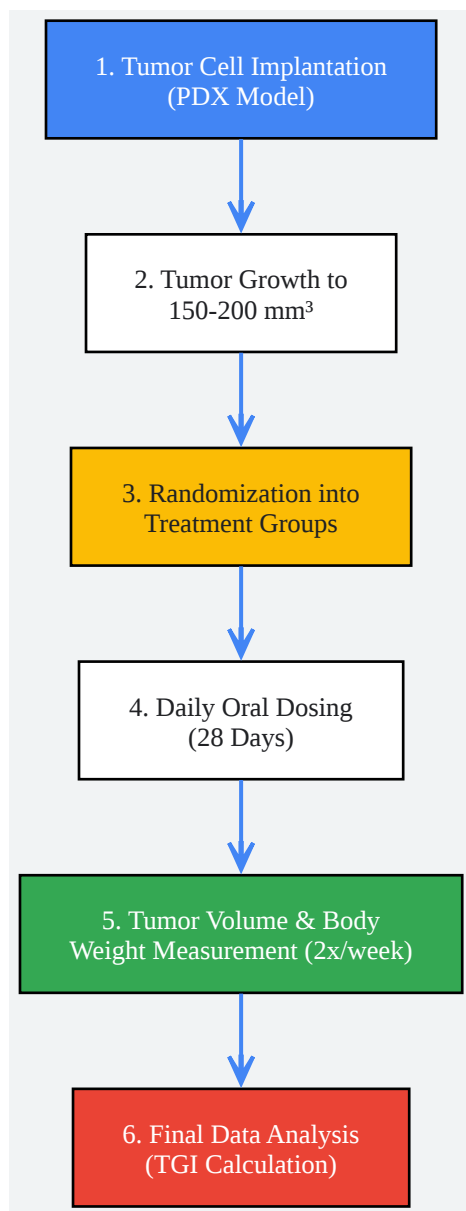 1. Tumor Cell Implantation
(PDX Model)
2. Tumor Growth to
150-200 mm³
3. Randomization into
Treatment Groups
4. Daily Oral Dosing
(28 Days)
5. Tumor Volume & Body
Weight Measurement (2x/week)
6. Final Data Analysis
(TGI Calculation)